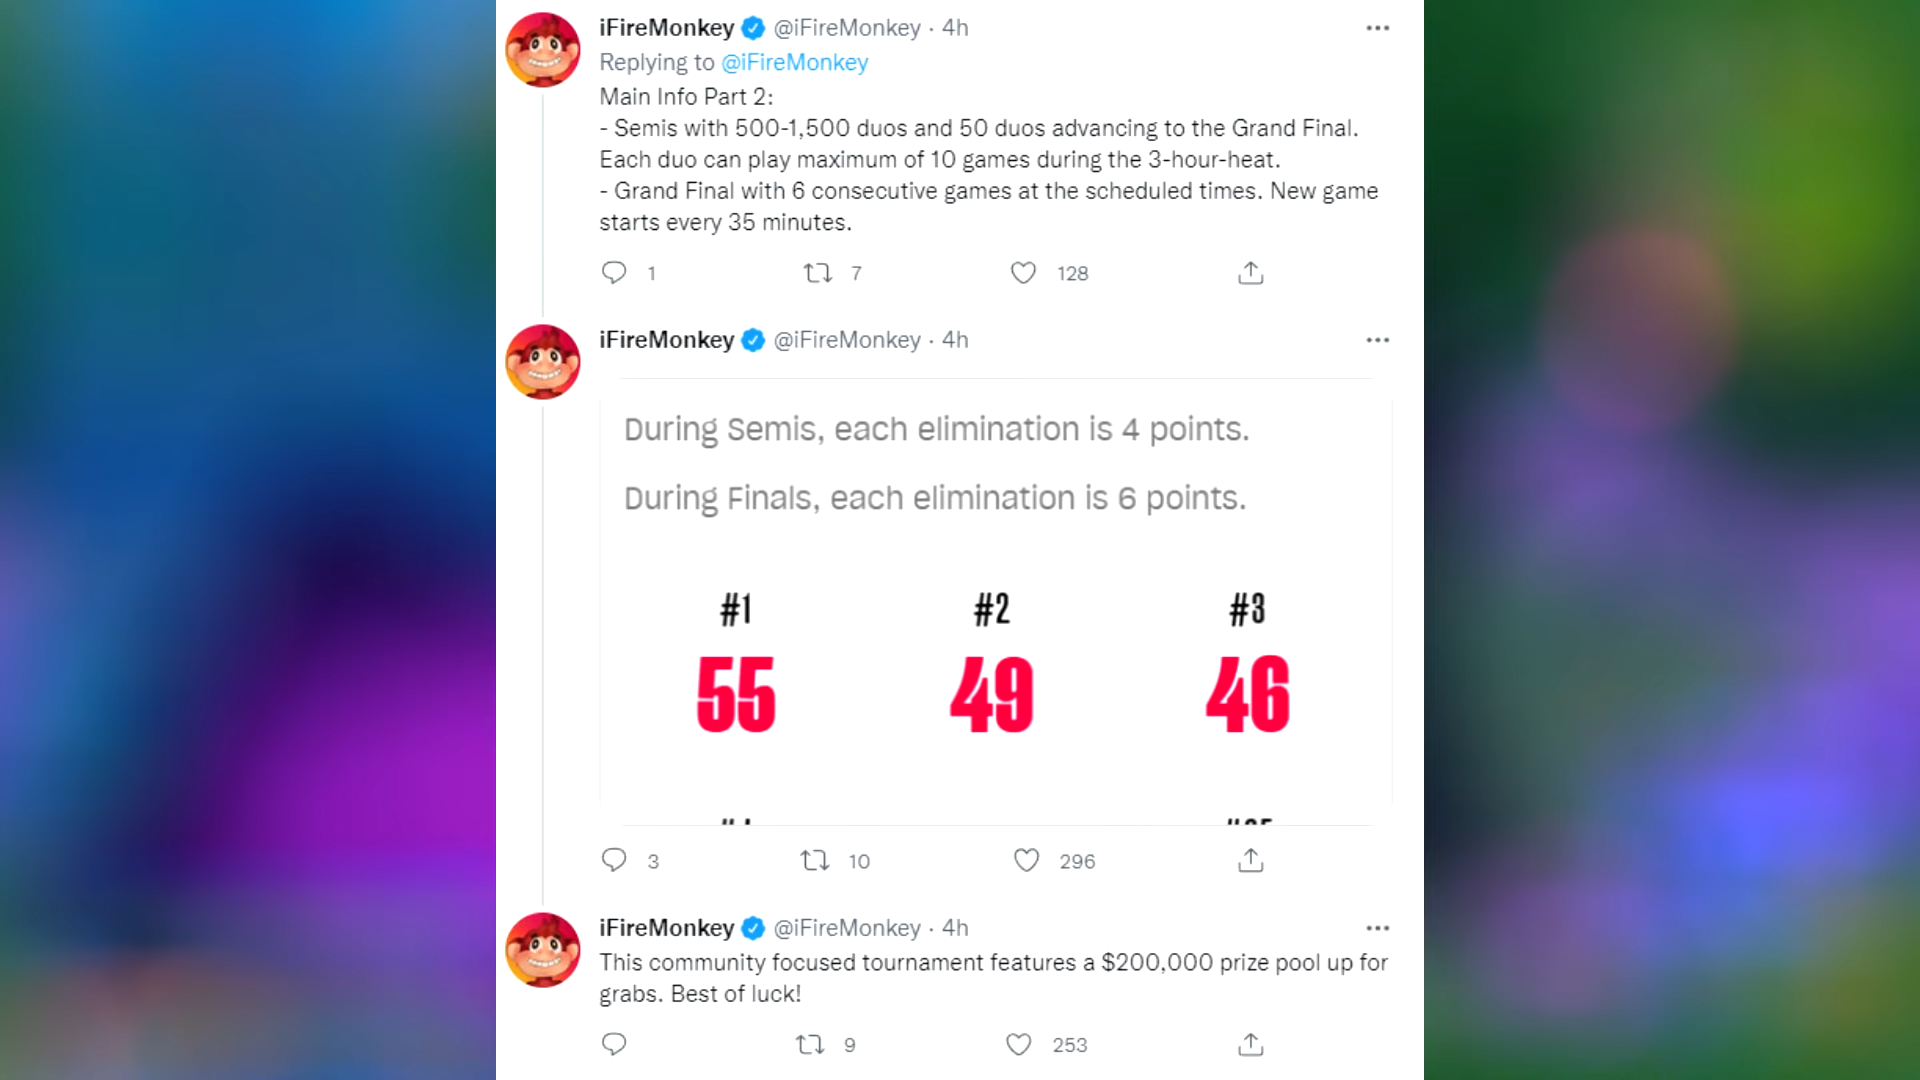 iFireMonkey @iFireMonkey · 4h
Replying to @iFireMonkey
Main Info Part 2:
- Semis with 500-1,500 duos and 50 duos advancing to the Grand Final.
Each duo can play maximum of 10 games during the 3-hour-heat.
- Grand Final with 6 consecutive games at the scheduled times. New game
starts every 35 minutes.
1 7 128
iFireMonkey @iFireMonkey · 4h
During Semis, each elimination is 4 points.
During Finals, each elimination is 6 points.
#1 #2 #3
55 49 46
3 10 296
iFireMonkey @iFireMonkey · 4h
This community focused tournament features a $200,000 prize pool up for
grabs. Best of luck!
9 253